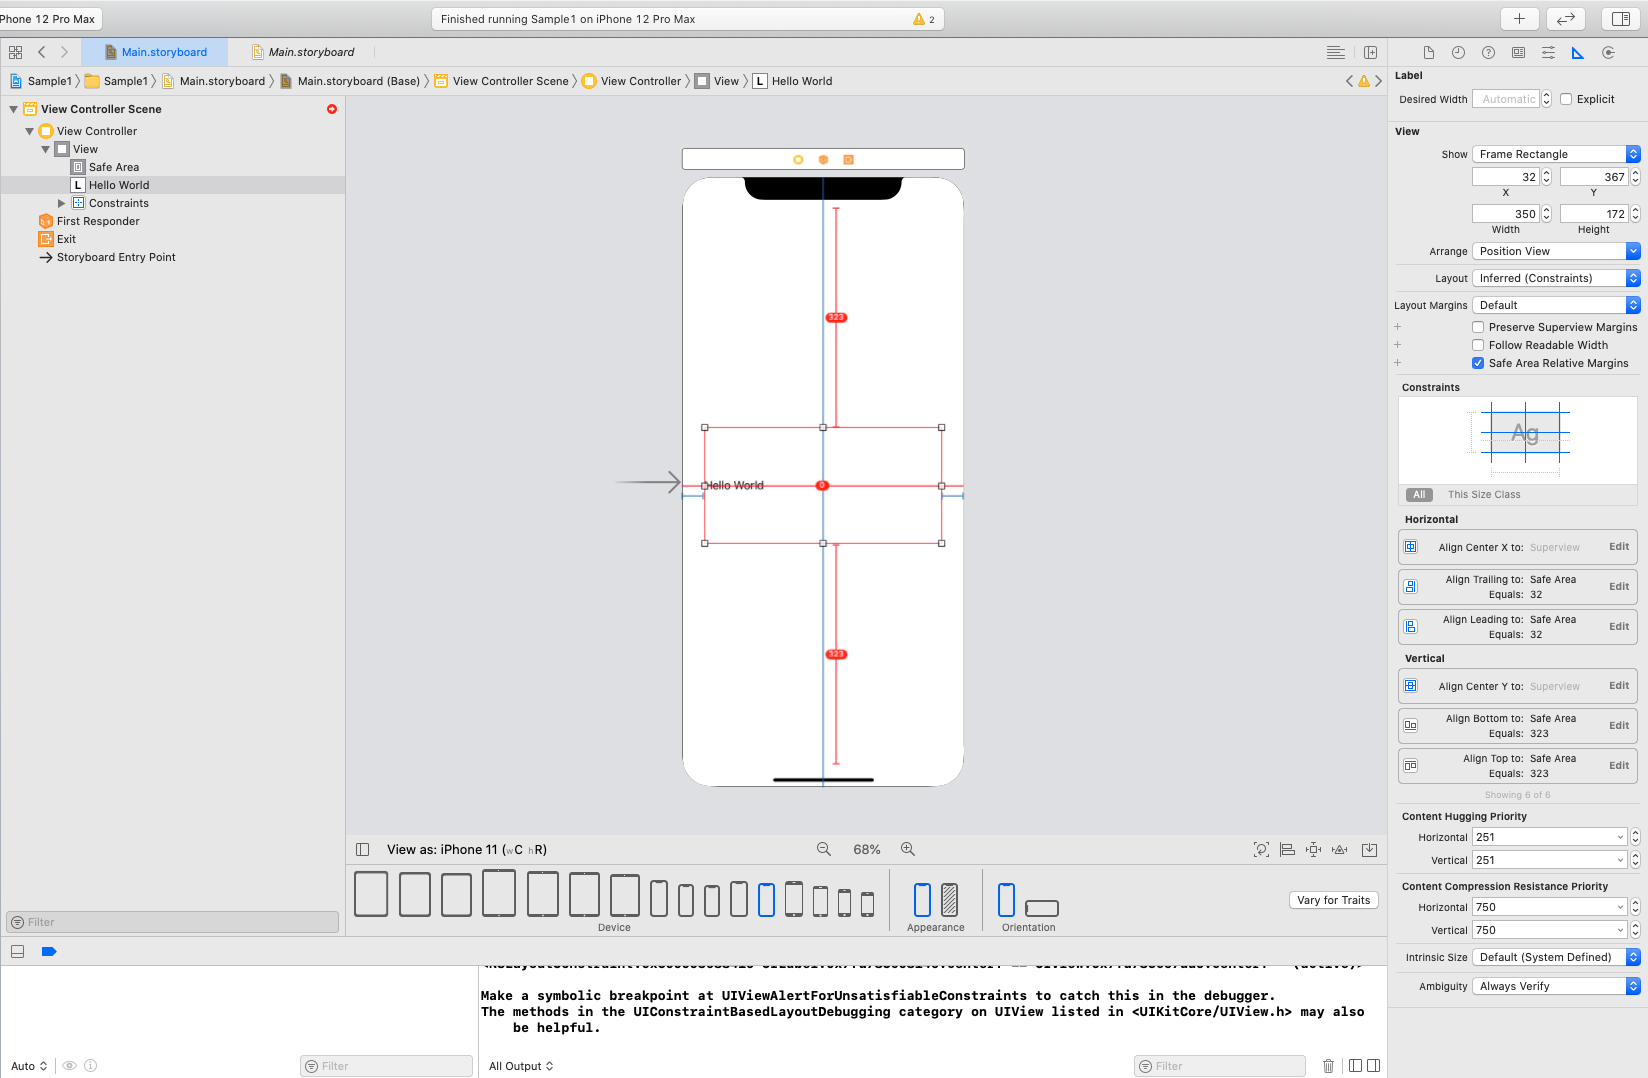 Phone 12 Pro Max
Finished running Sample1 on iPhone 12 Pro Max
2
Main.storyboard
Main.storyboard
Sample1
Sample1
Main.storyboard
Main.storyboard (Base)
View Controller Scene
View Controller
View
L
Hello World
View Controller Scene
View Controller
View
Safe Area
L
Hello World
Constraints
First Responder
Exit
Storyboard Entry Point
Filter
323
Hello World
0
323
View as: iPhone 11 (wC hR)
68%
Device
Appearance
Orientation
Vary for Traits
Label
Desired Width
Automatic
Explicit
View
Show
Frame Rectangle
32
367
X
Y
350
172
Width
Height
Arrange
Position View
Layout
Inferred (Constraints)
Layout Margins
Default
Preserve Superview Margins
Follow Readable Width
Safe Area Relative Margins
Constraints
Ag
All
This Size Class
Horizontal
Align Center X to: Superview
Edit
Align Trailing to: Safe Area
Equals: 32
Edit
Align Leading to: Safe Area
Equals: 32
Edit
Vertical
Align Center Y to: Superview
Edit
Align Bottom to: Safe Area
Equals: 323
Edit
Align Top to: Safe Area
Equals: 323
Edit
Showing 6 of 6
Content Hugging Priority
Horizontal
251
Vertical
251
Content Compression Resistance Priority
Horizontal
750
Vertical
750
Intrinsic Size
Default (System Defined)
Ambiguity
Always Verify
Make a symbolic breakpoint at UIViewAlertForUnsatisfiableConstraints to catch this in the debugger.
The methods in the UIConstraintBasedLayoutDebugging category on UIView listed in <UIKitCore/UIView.h> may also
be helpful.
Auto
Filter
All Output
Filter